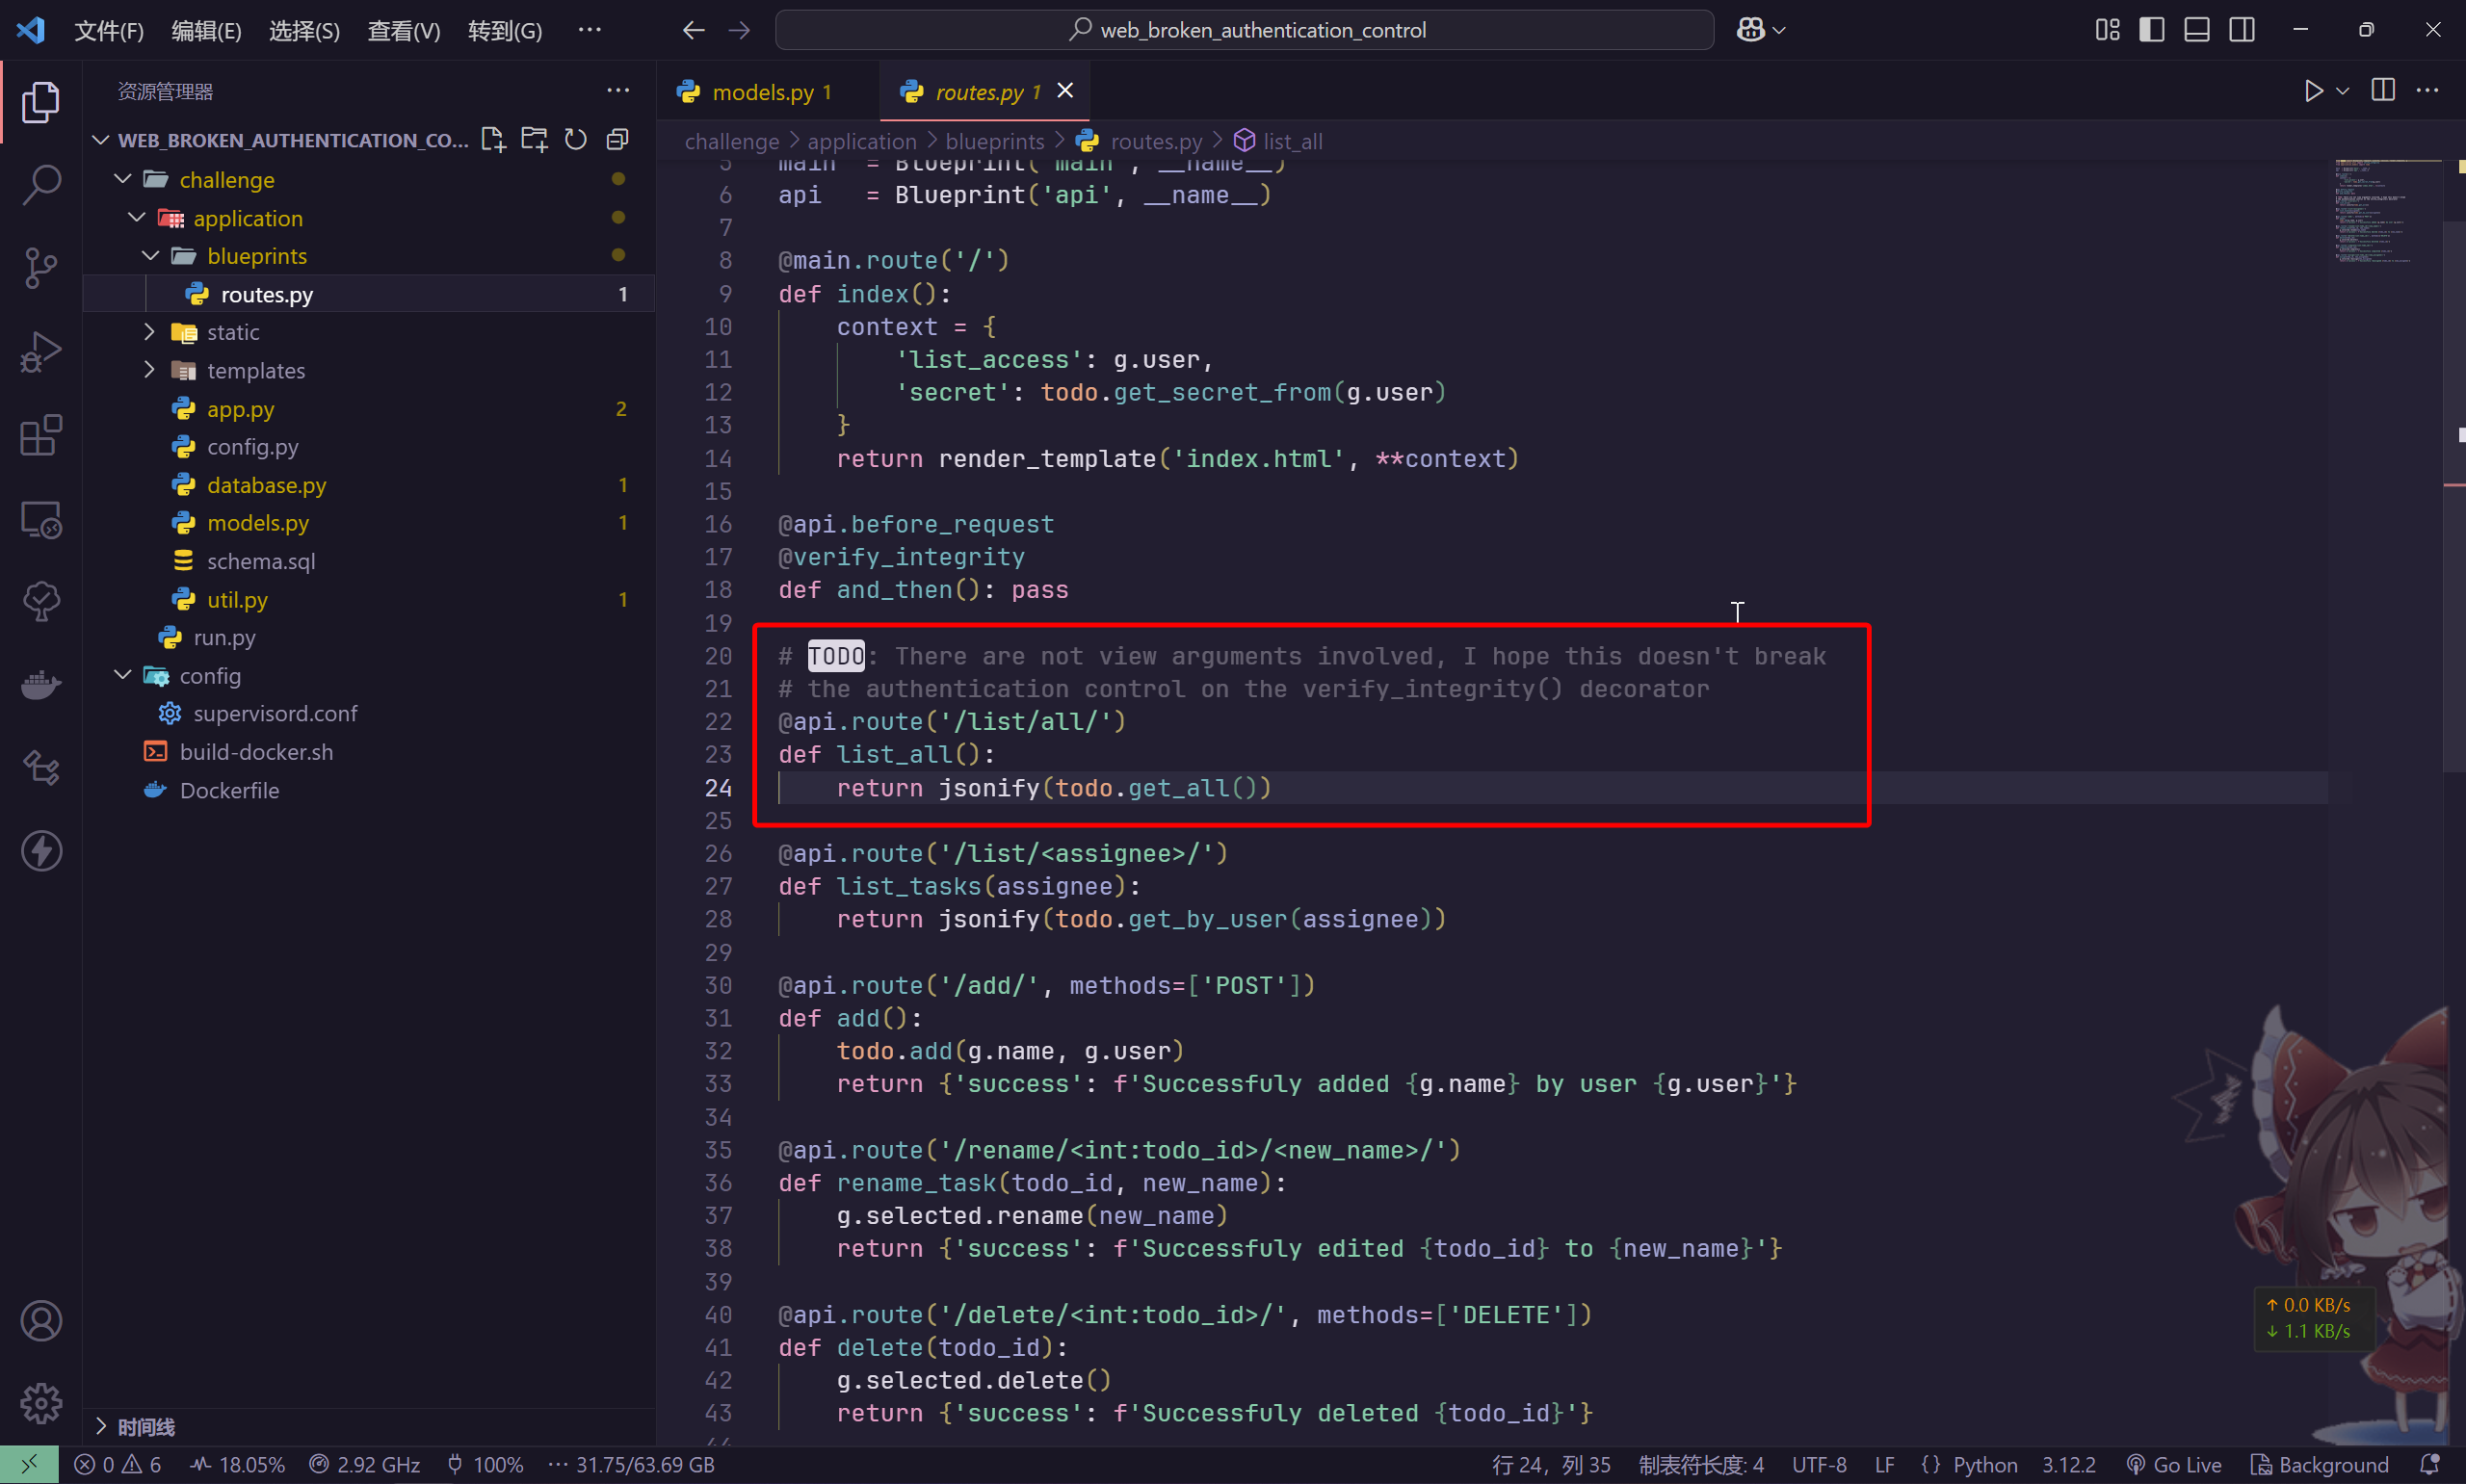 文件(F) 编辑(E) 选择(S) 查看(V) 转到(G) ···
web_broken_authentication_control
资源管理器
WEB_BROKEN_AUTHENTICATION_CO...
challenge
application
blueprints
routes.py 1
static
templates
app.py 2
config.py
database.py 1
models.py 1
schema.sql
util.py 1
run.py
config
supervisord.conf
build-docker.sh
Dockerfile
时间线
models.py 1
routes.py 1
challenge > application > blueprints > routes.py > list_all
5 main = Blueprint('main', __name__)
6 api = Blueprint('api', __name__)
7
8 @main.route('/')
9 def index():
10 context = {
11 'list_access': g.user,
12 'secret': todo.get_secret_from(g.user)
13 }
14 return render_template('index.html', **context)
15
16 @api.before_request
17 @verify_integrity
18 def and_then(): pass
19
20 # TODO: There are not view arguments involved, I hope this doesn't break
21 # the authentication control on the verify_integrity() decorator
22 @api.route('/list/all/')
23 def list_all():
24 return jsonify(todo.get_all())
25
26 @api.route('/list/<assignee>/')
27 def list_tasks(assignee):
28 return jsonify(todo.get_by_user(assignee))
29
30 @api.route('/add/', methods=['POST'])
31 def add():
32 todo.add(g.name, g.user)
33 return {'success': f'Successfuly added {g.name} by user {g.user}'}
34
35 @api.route('/rename/<int:todo_id>/<new_name>/')
36 def rename_task(todo_id, new_name):
37 g.selected.rename(new_name)
38 return {'success': f'Successfuly edited {todo_id} to {new_name}'}
39
40 @api.route('/delete/<int:todo_id>/', methods=['DELETE'])
41 def delete(todo_id):
42 g.selected.delete()
43 return {'success': f'Successfuly deleted {todo_id}'}
44
↑ 0.0 KB/s
↓ 1.1 KB/s
0 6 18.05% 2.92 GHz 100% ··· 31.75/63.69 GB
行 24, 列 35 制表符长度: 4 UTF-8 LF {} Python 3.12.2 Go Live Background